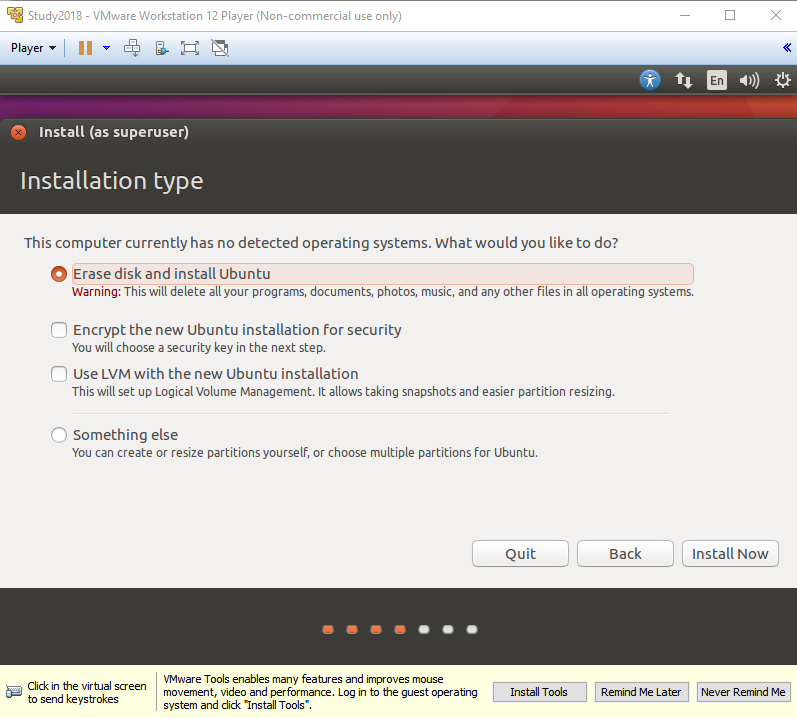 Study2018 - VMware Workstation 12 Player (Non-commercial use only)
Player
En
Install (as superuser)
Installation type
This computer currently has no detected operating systems. What would you like to do?
Erase disk and install Ubuntu
Warning: This will delete all your programs, documents, photos, music, and any other files in all operating systems.
Encrypt the new Ubuntu installation for security
You will choose a security key in the next step.
Use LVM with the new Ubuntu installation
This will set up Logical Volume Management. It allows taking snapshots and easier partition resizing.
Something else
You can create or resize partitions yourself, or choose multiple partitions for Ubuntu.
Quit
Back
Install Now
Click in the virtual screen
to send keystrokes
VMware Tools enables many features and improves mouse
movement, video and performance. Log in to the guest operating
system and click "Install Tools".
Install Tools
Remind Me Later
Never Remind Me